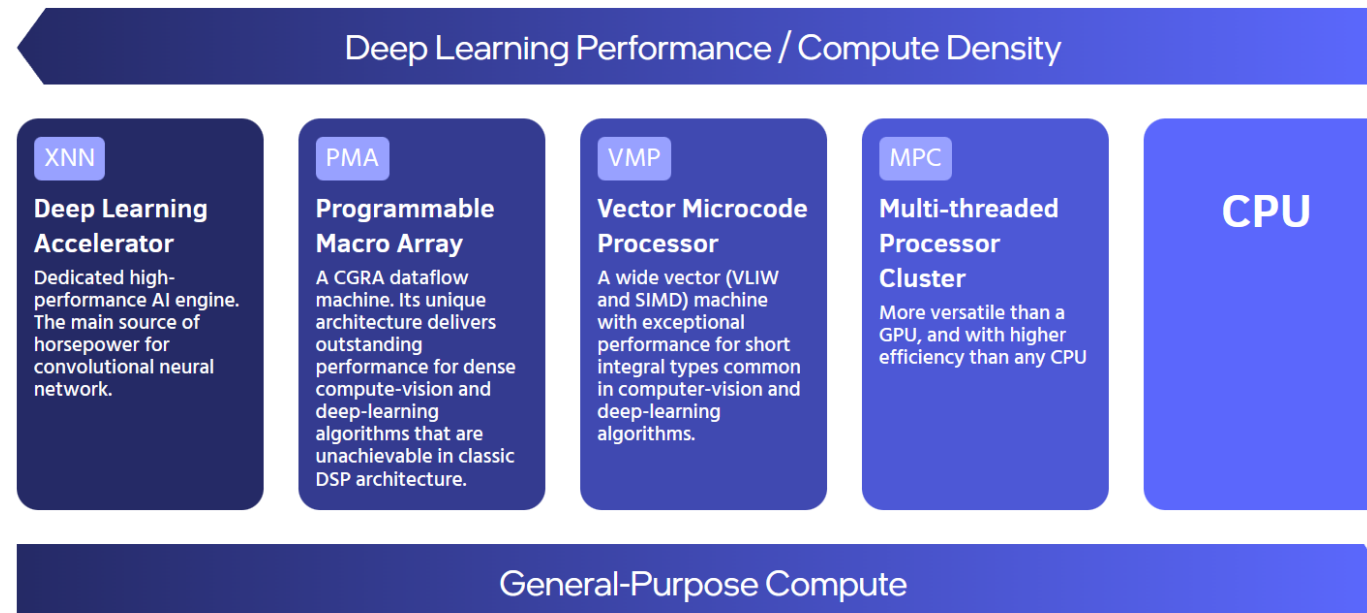 Deep Learning Performance / Compute Density
XNN
Deep Learning
Accelerator
Dedicated high-
performance AI engine.
The main source of
horsepower for
convolutional neural
network.
PMA
Programmable
Macro Array
A CGRA dataflow
machine. Its unique
architecture delivers
outstanding
performance for dense
compute-vision and
deep-learning
algorithms that are
unachievable in classic
DSP architecture.
VMP
Vector Microcode
Processor
A wide vector (VLIW
and SIMD) machine
with exceptional
performance for short
integral types common
in computer-vision and
deep-learning
algorithms.
MPC
Multi-threaded
Processor
Cluster
More versatile than a
GPU, and with higher
efficiency than any CPU
CPU
General-Purpose Compute